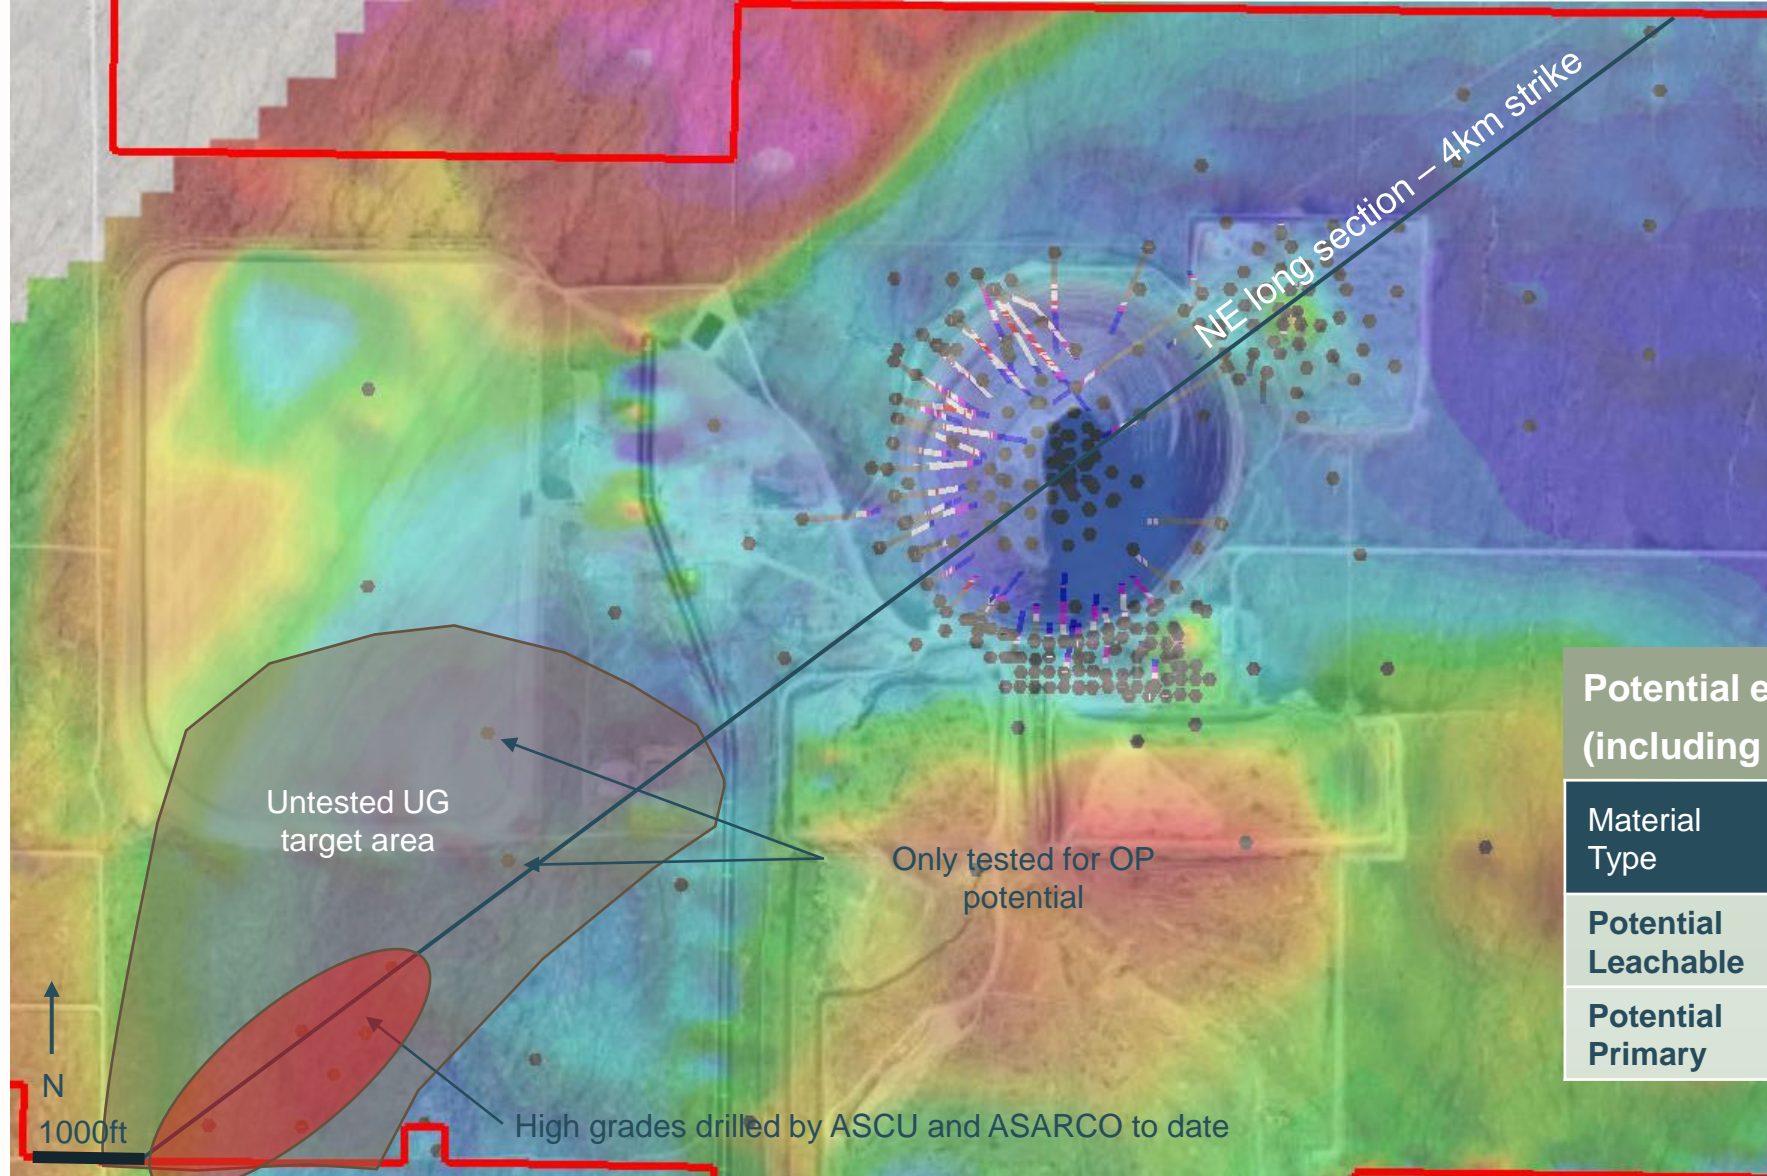 NE long section – 4km strike
Potential e
(including
Material
Type
Potential
Leachable
Potential
Primary
Untested UG
target area
Only tested for OP
potential
High grades drilled by ASCU and ASARCO to date
N
1000ft